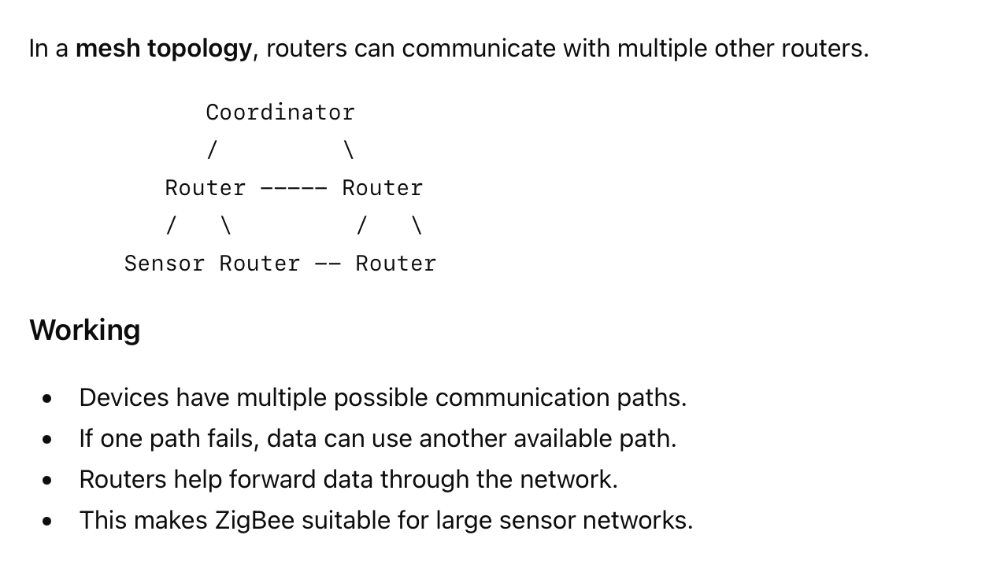 In a mesh topology, routers can communicate with multiple other routers.
Coordinator
/ \
Router ----- Router
/ \ / \
Sensor Router -- Router
Working
• Devices have multiple possible communication paths.
• If one path fails, data can use another available path.
• Routers help forward data through the network.
• This makes ZigBee suitable for large sensor networks.